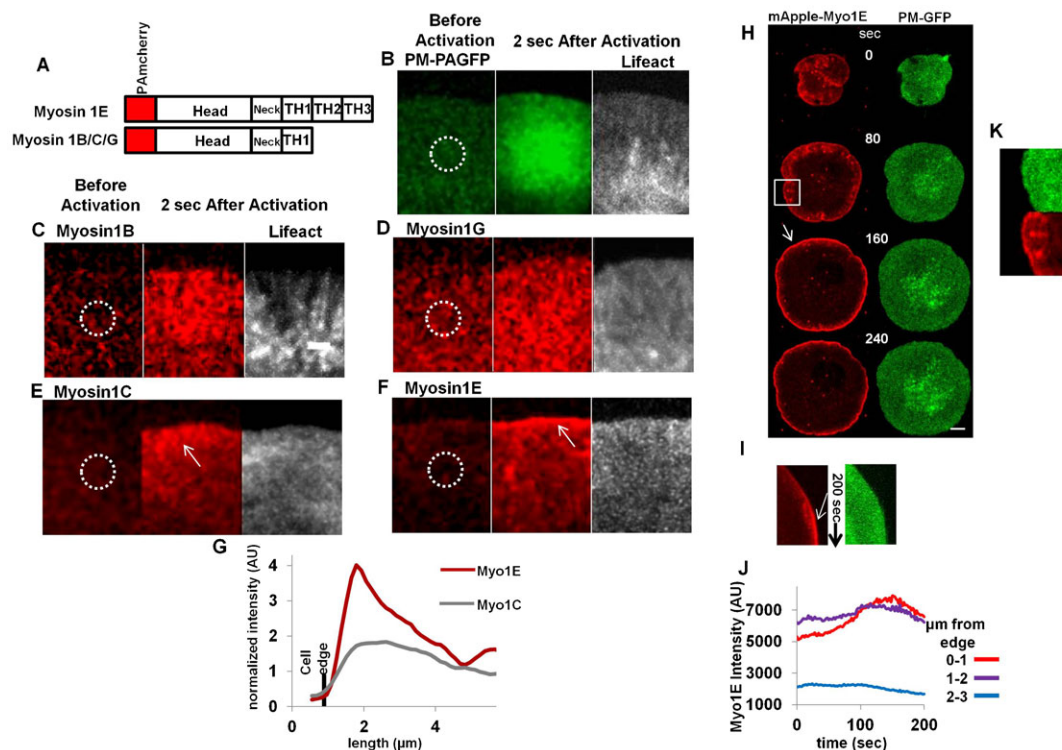 A
PAmcherry
Myosin 1E
Head
Neck
TH1
TH2
TH3
Myosin 1B/C/G
Head
Neck
TH1
B
Before
Activation
PM-PAGFP
2 sec After Activation
Lifeact
Before
Activation
2 sec After Activation
C
Myosin1B
Lifeact
D
Myosin1G
E
Myosin1C
F
Myosin1E
G
normalized intensity (AU)
4
3
2
1
0
Cell
edge
Myo1E
Myo1C
0
2
4
length (µm)
H
mApple-Myo1E
PM-GFP
sec
0
80
160
240
K
I
200 sec
J
Myo1E Intensity (AU)
7000
5000
3000
1000
µm from
edge
0-1
1-2
2-3
0
100
200
time (sec)